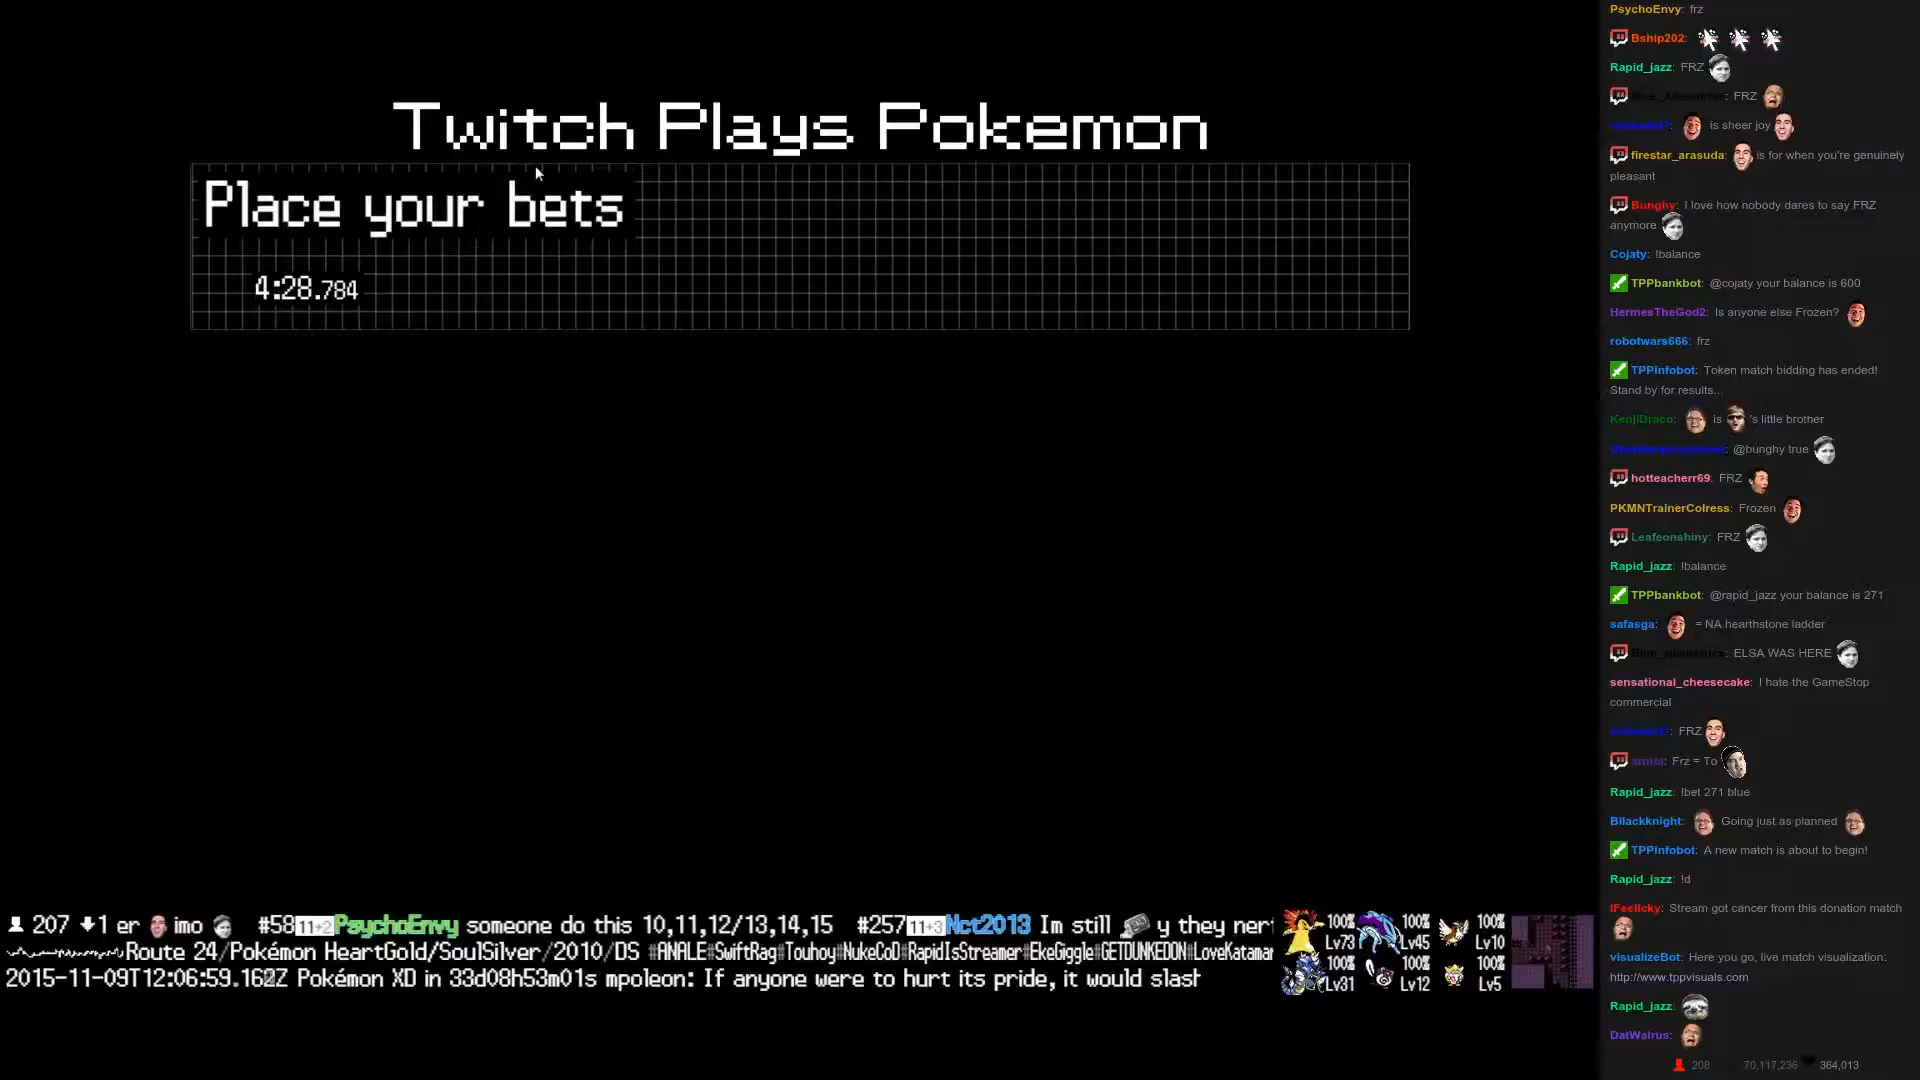 Twitch Plays Pokemon
Place your bets
4:28.784
207 1 er imo #58 11+2 PsychoEnvy someone do this 10,11,12/13,14,15 #257 11+3 Nct2013 Im still y they ner
Route 24/Pokémon HeartGold/SoulSilver/2010/DS #ANALE#SwiftRag#Touhoy#NukeCoD#RapidIsStreamer#EkeGiggle#GETDUNKEDON#LoveKatamar
2015-11-09T12:06:59.16 Z Pokémon XD in 33d08h53m01s mpoleon: If anyone were to hurt its pride, it would slash
100% 100% 100%
Lv73 Lv45 Lv10
100% 100% 100%
Lv31 Lv12 Lv5
PsychoEnvy: frz
Bship202:
Rapid_jazz: FRZ
: FRZ
is sheer joy
firestar_arasuda: is for when you're genuinely
pleasant
Bunghy: I love how nobody dares to say FRZ
anymore
Cojaty: !balance
TPPbankbot: @cojaty your balance is 600
HermesTheGod2: Is anyone else Frozen?
robotwars666: frz
TPPinfobot: Token match bidding has ended!
Stand by for results...
KenjiDraco: is 's little brother
: @bunghy true
hotteacherr69: FRZ
PKMNTrainerColress: Frozen
Leafeonshiny: FRZ
Rapid_jazz: !balance
TPPbankbot: @rapid_jazz your balance is 271
safasga: = NA hearthstone ladder
: ELSA WAS HERE
sensational_cheesecake: I hate the GameStop
commercial
: FRZ
: Frz = To
Rapid_jazz: !bet 271 blue
Bllackknight: Going just as planned
TPPinfobot: A new match is about to begin!
Rapid_jazz: !d
IFeelIcky: Stream got cancer from this donation match
visualizeBot: Here you go, live match visualization:
http://www.tppvisuals.com
Rapid_jazz:
DatWalrus:
208 70,117,236 364,013